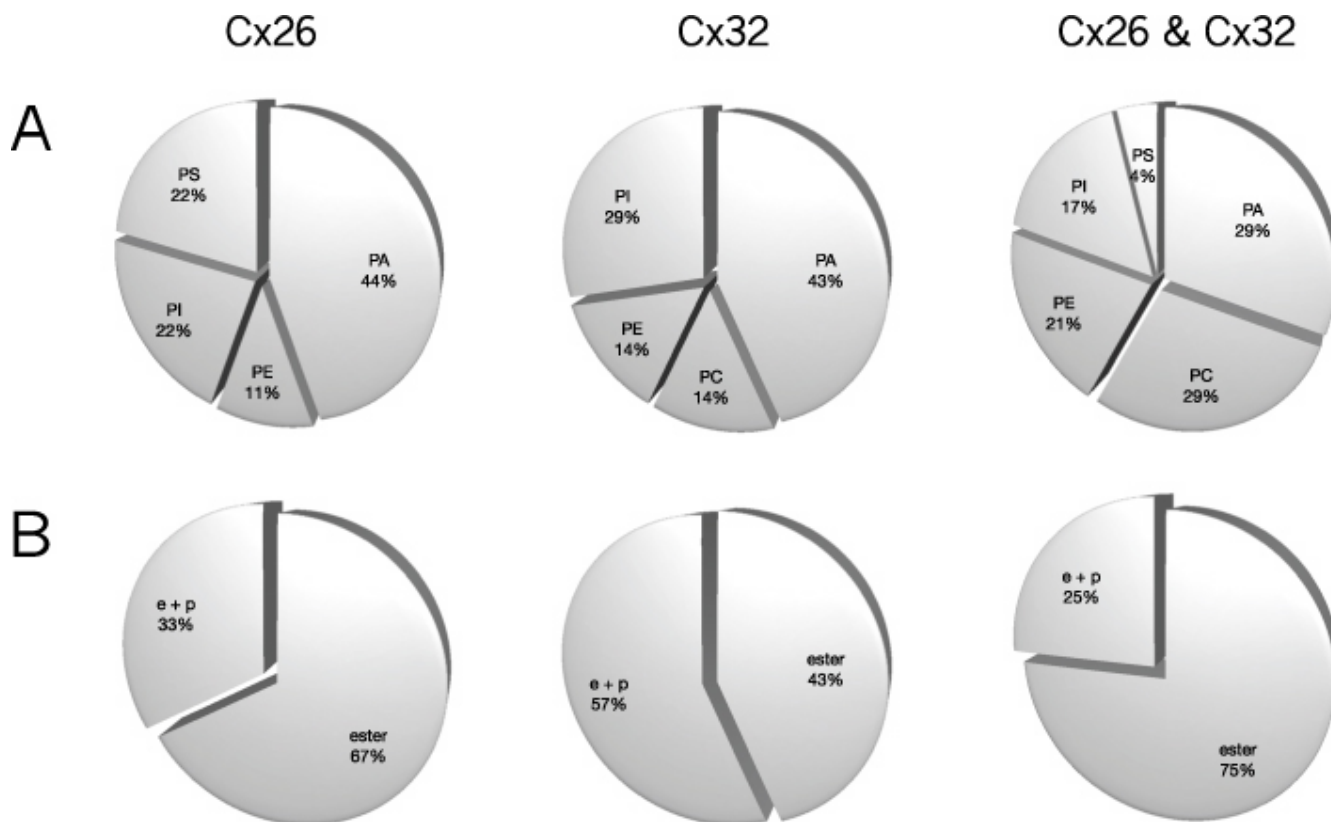 Cx26
Cx32
Cx26 & Cx32
A
PS
22%
PA
44%
PI
22%
PE
11%
PI
29%
PA
43%
PE
14%
PC
14%
PS
4%
PI
17%
PA
29%
PE
21%
PC
29%
B
e + p
33%
ester
67%
e + p
57%
ester
43%
e + p
25%
ester
75%